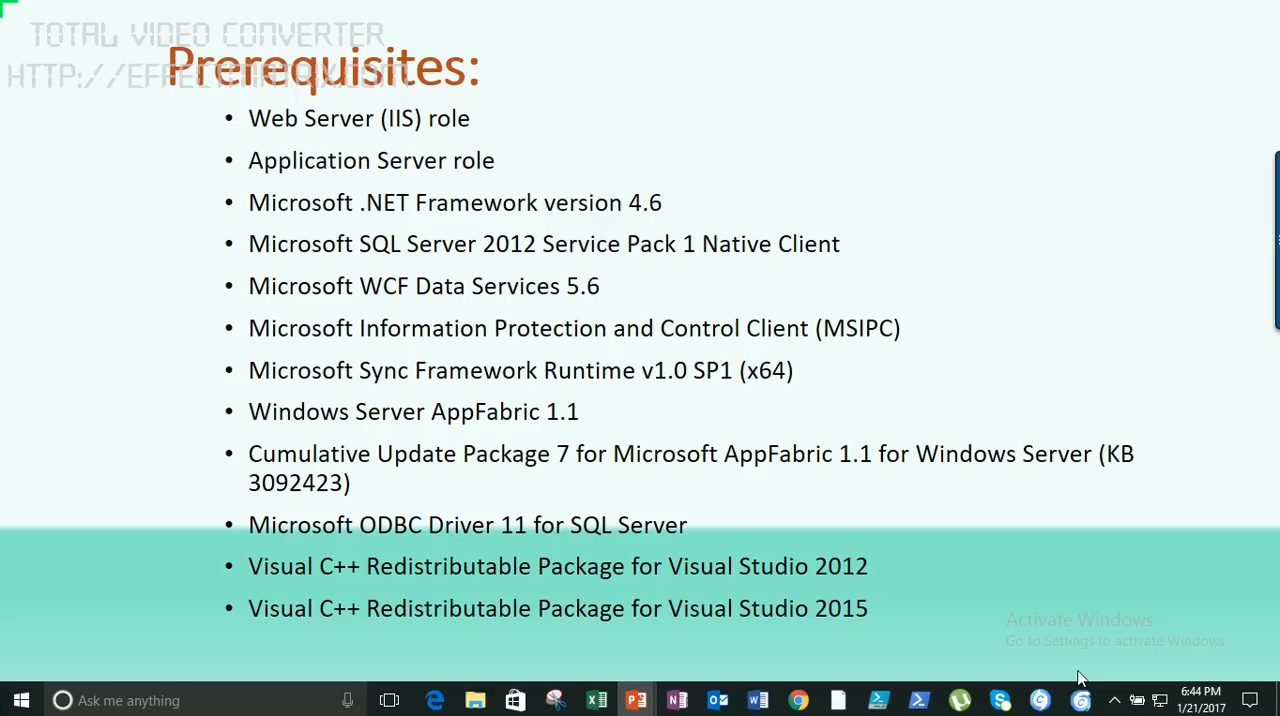 TOTAL VIDEO CONVERTER
Prerequisites:
• Web Server (IIS) role
• Application Server role
• Microsoft .NET Framework version 4.6
• Microsoft SQL Server 2012 Service Pack 1 Native Client
• Microsoft WCF Data Services 5.6
• Microsoft Information Protection and Control Client (MSIPC)
• Microsoft Sync Framework Runtime v1.0 SP1 (x64)
• Windows Server AppFabric 1.1
• Cumulative Update Package 7 for Microsoft AppFabric 1.1 for Windows Server (KB
3092423)
• Microsoft ODBC Driver 11 for SQL Server
• Visual C++ Redistributable Package for Visual Studio 2012
• Visual C++ Redistributable Package for Visual Studio 2015
Activate Windows
Go to Settings to activate Windows.
Ask me anything
6:44 PM
1/21/2017